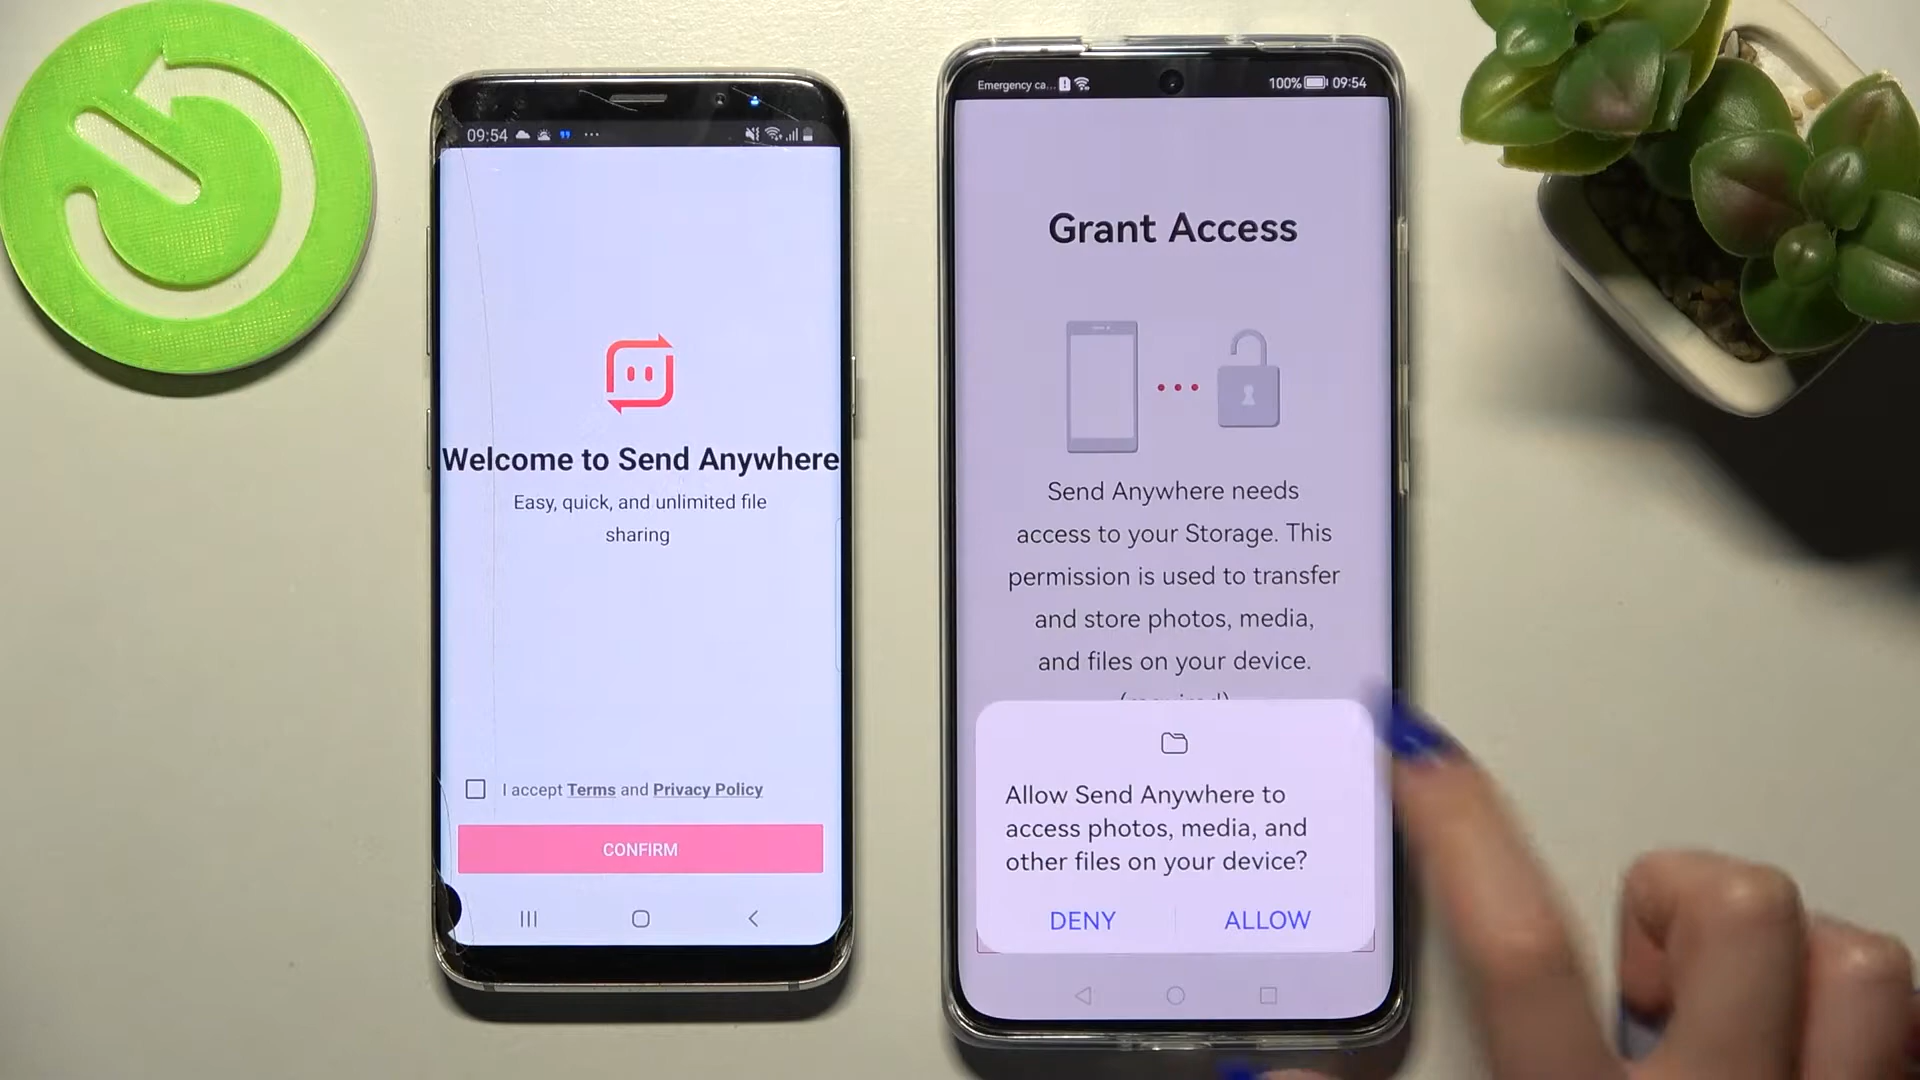 09:54
Welcome to Send Anywhere
Easy, quick, and unlimited file
sharing
I accept Terms and Privacy Policy
CONFIRM
Emergency ca...
100% 09:54
Grant Access
Send Anywhere needs
access to your Storage. This
permission is used to transfer
and store photos, media,
and files on your device.
Allow Send Anywhere to
access photos, media, and
other files on your device?
DENY ALLOW